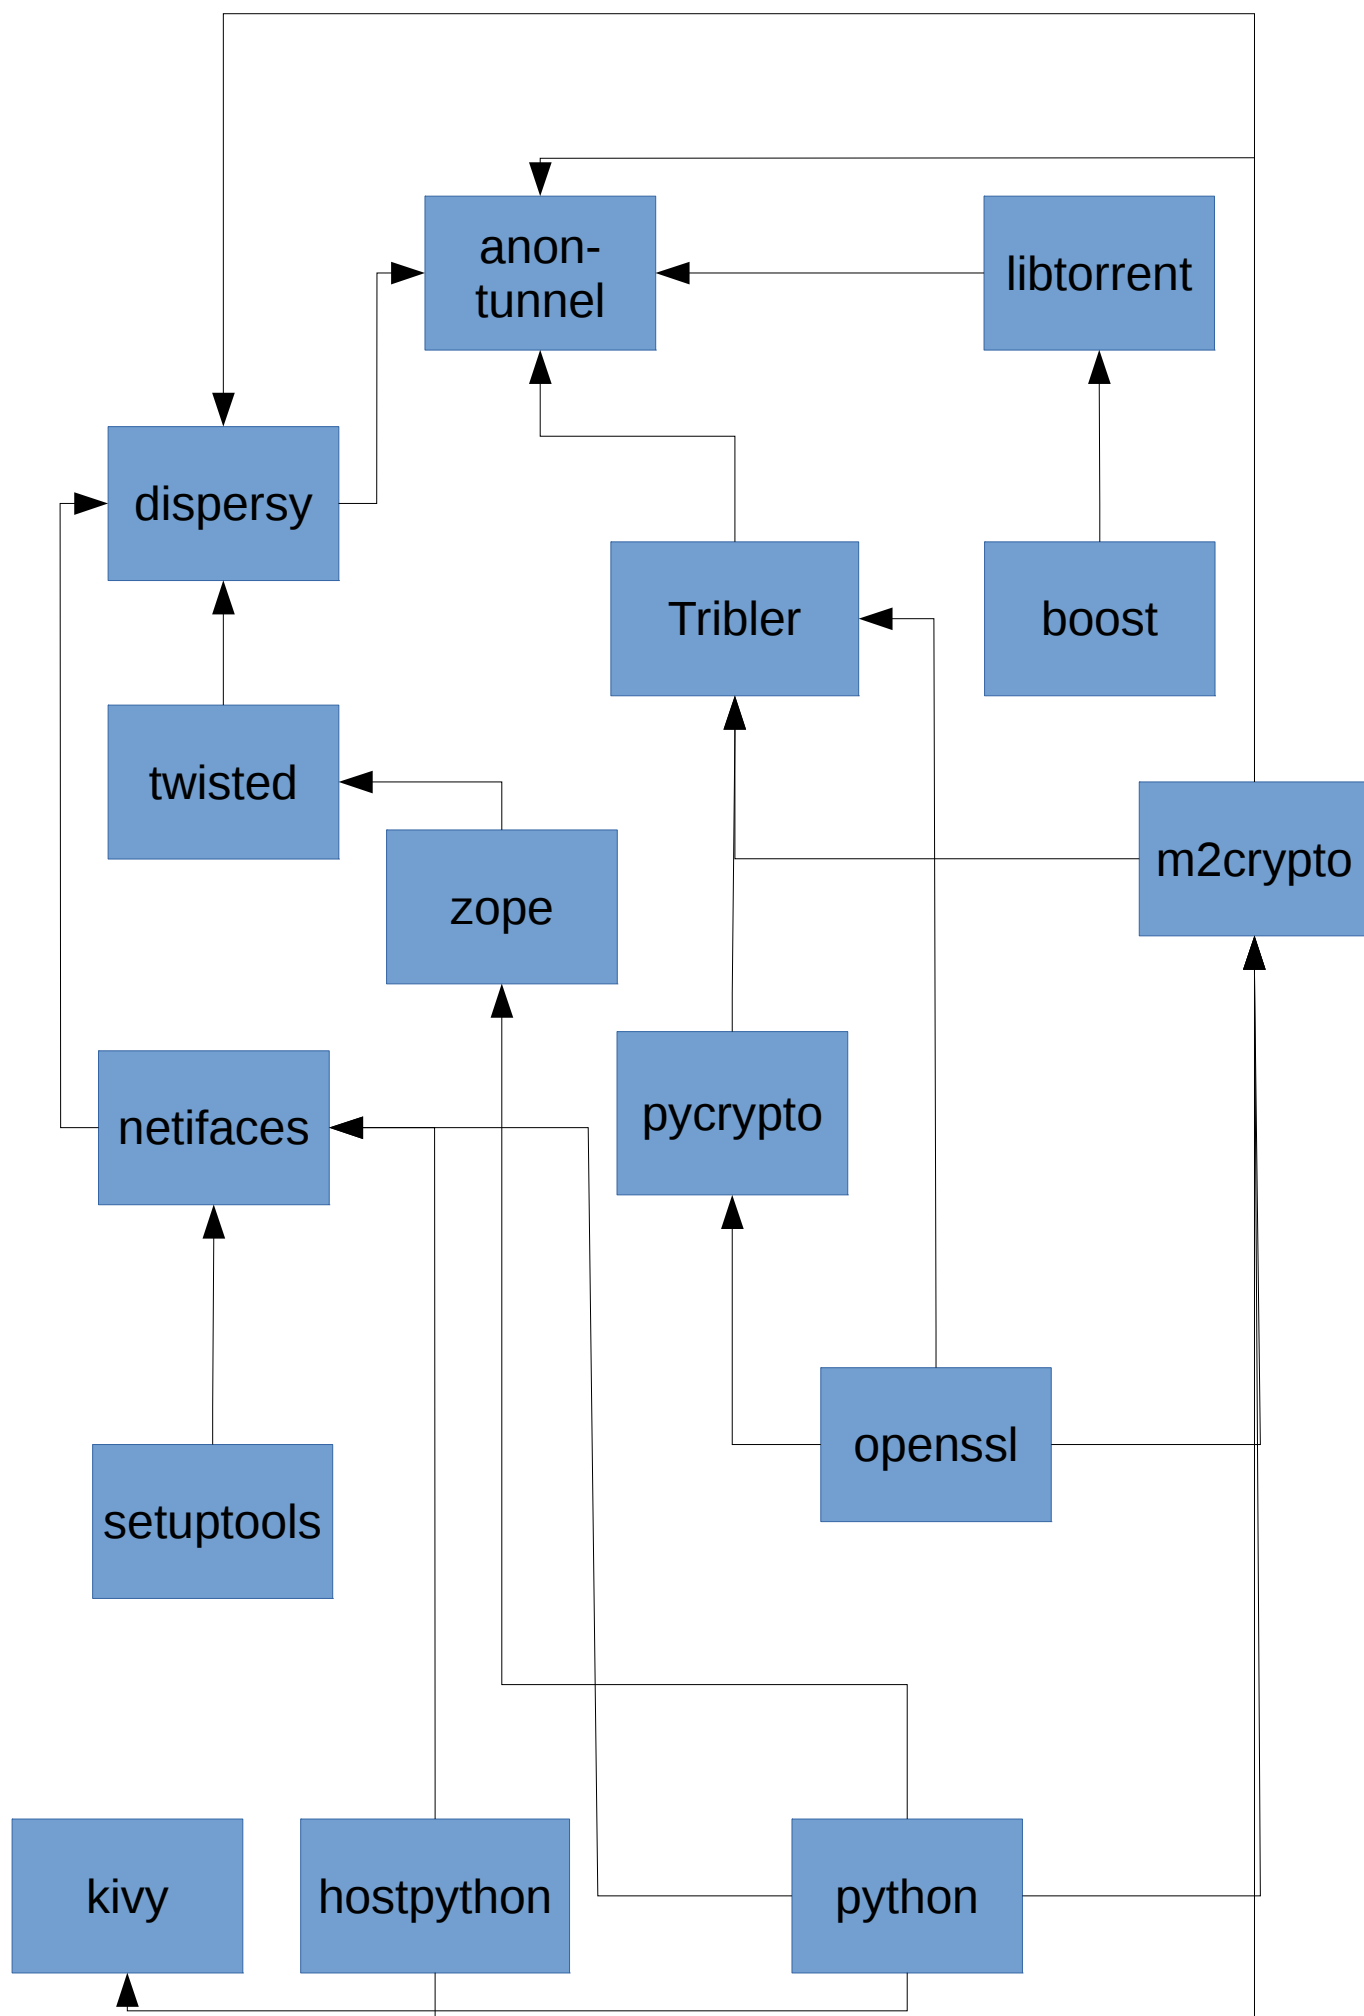 anon-
tunnel
libtorrent
dispersy
Tribler
boost
twisted
m2crypto
zope
pycrypto
netifaces
openssl
setuptools
kivy
hostpython
python